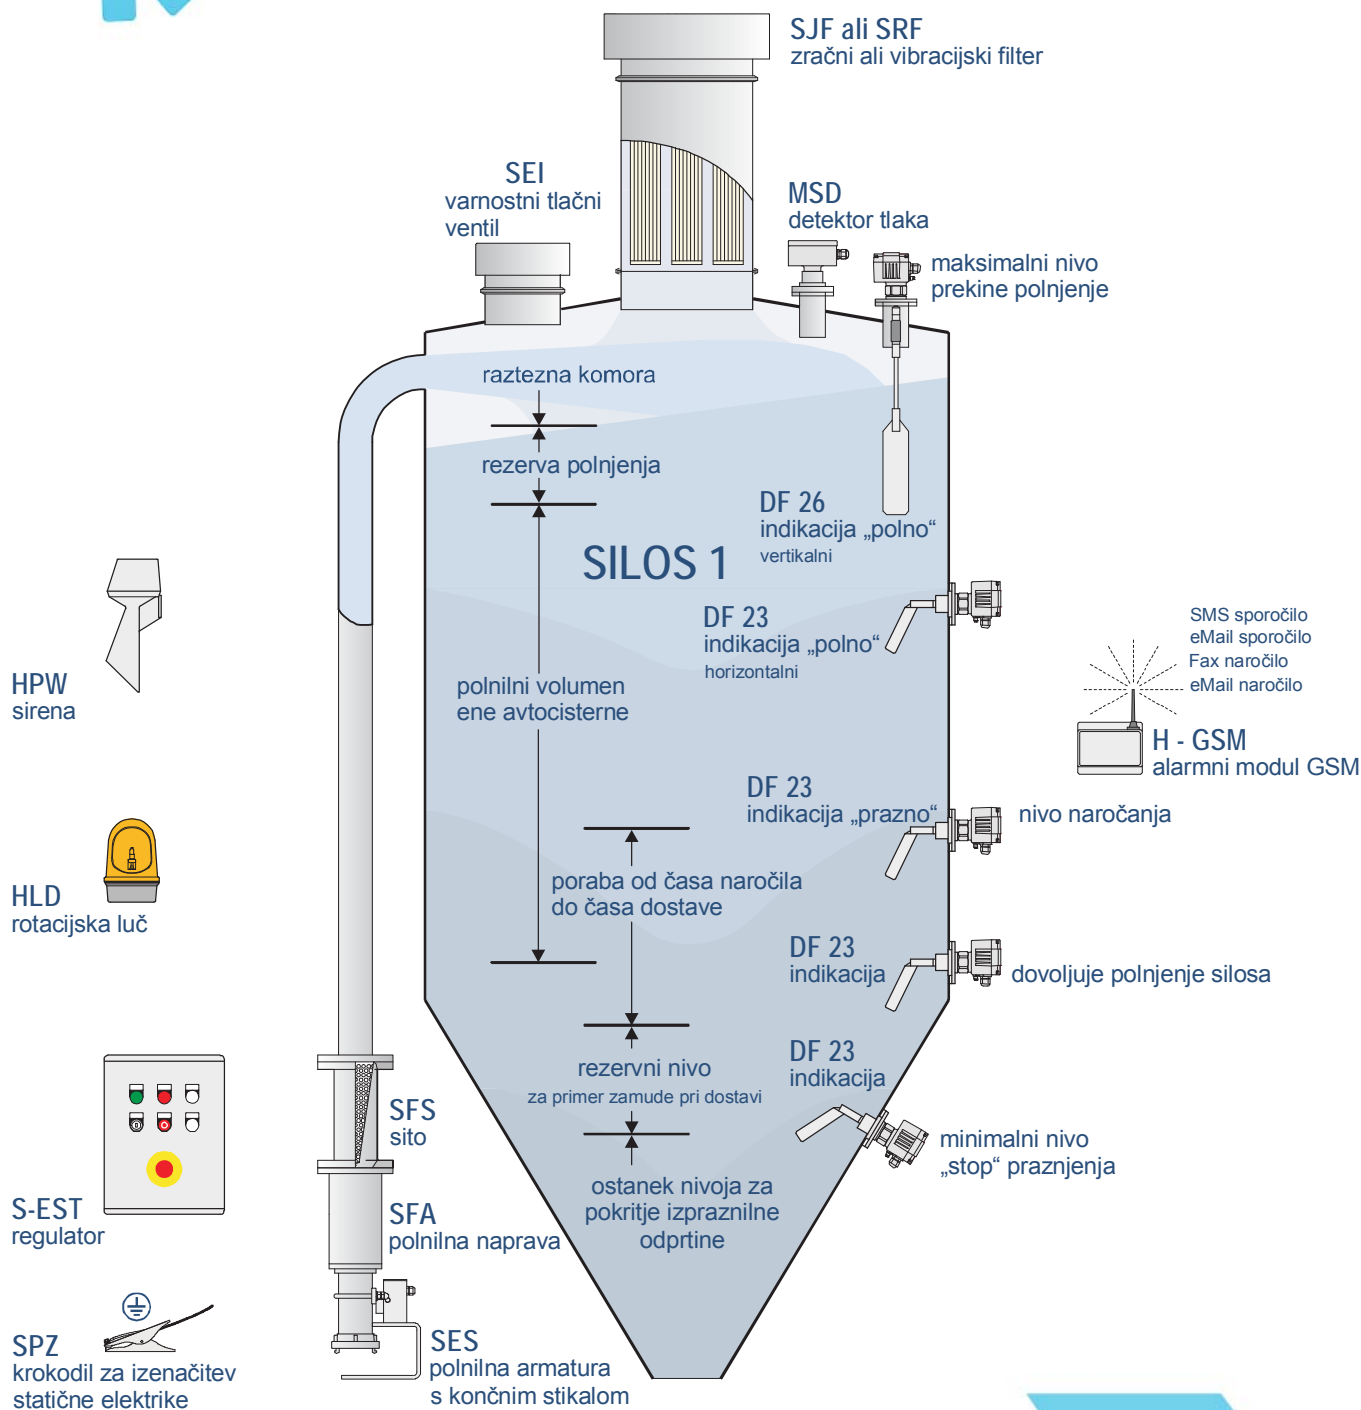 SJF ali SRF
zračni ali vibracijski filter
SEI
varnostni tlačni
ventil
MSD
detektor tlaka
maksimalni nivo
prekine polnjenje
raztezna komora
rezerva polnjenja
DF 26
indikacija „polno“
vertikalni
SILOS 1
DF 23
indikacija „polno“
horizontalni
SMS sporočilo
eMail sporočilo
Fax naročilo
eMail naročilo
H - GSM
alarmni modul GSM
HPW
sirena
polnilni volumen
ene avtocisterne
DF 23
indikacija „prazno“
nivo naročanja
HLD
rotacijska luč
poraba od časa naročila
do časa dostave
DF 23
indikacija
dovoljuje polnjenje silosa
rezervni nivo
za primer zamude pri dostavi
DF 23
indikacija
minimalni nivo
„stop“ praznjenja
SFS
sito
S-EST
regulator
SFA
polnilna naprava
ostanek nivoja za
pokritje izpraznilne
odprtine
SPZ
krokodil za izenačitev
statične elektrike
SES
polnilna armatura
s končnim stikalom